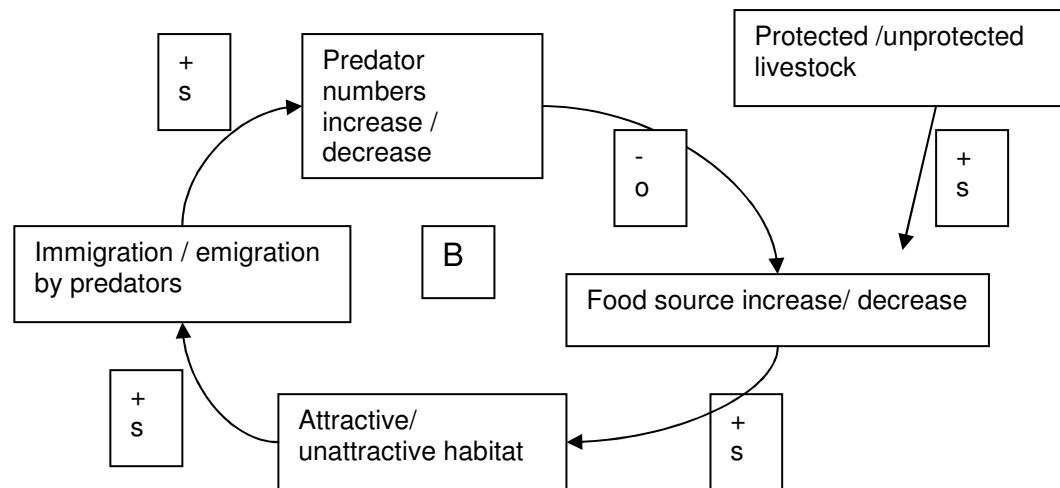 +
s
Predator
numbers
increase /
decrease
Protected /unprotected
livestock
-
o
+
s
Immigration / emigration
by predators
B
Food source increase/ decrease
+
s
Attractive/
unattractive habitat
+
s